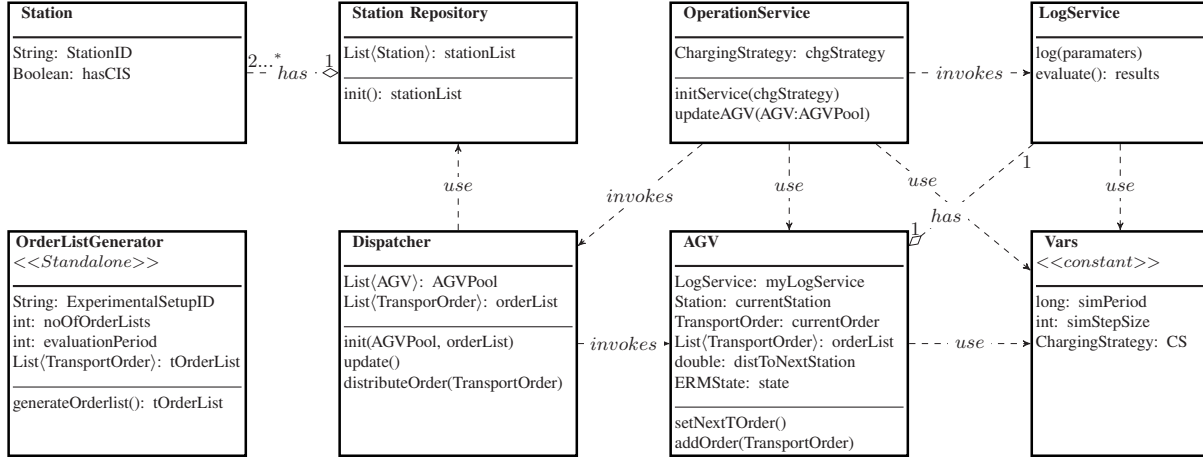 Station
String: StationID
Boolean: hasCIS
2...*
has
1
Station Repository
List⟨Station⟩: stationList
init(): stationList
OperationService
ChargingStrategy: chgStrategy
initService(chgStrategy)
updateAGV(AGV:AGVPool)
invokes
LogService
log(paramaters)
evaluate(): results
use
invokes
use
use
has
1
1
use
OrderListGenerator
<<Standalone>>
String: ExperimentalSetupID
int: noOfOrderLists
int: evaluationPeriod
List⟨TransportOrder⟩: tOrderList
generateOrderlist(): tOrderList
Dispatcher
List⟨AGV⟩: AGVPool
List⟨TransporOrder⟩: orderList
init(AGVPool, orderList)
update()
distributeOrder(TransportOrder)
invokes
AGV
LogService: myLogService
Station: currentStation
TransportOrder: currentOrder
List⟨TransportOrder⟩: orderList
double: distToNextStation
ERMState: state
setNextTOrder()
addOrder(TransportOrder)
use
Vars
<<constant>>
long: simPeriod
int: simStepSize
ChargingStrategy: CS